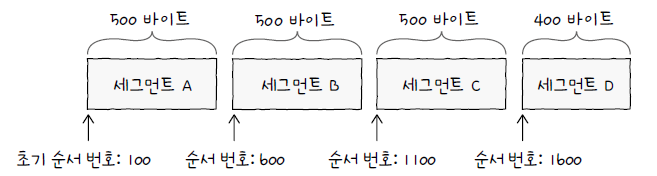 500 바이트 500 바이트 500 바이트 400 바이트
세그먼트 A 세그먼트 B 세그먼트 C 세그먼트 D
초기 순서 번호: 100 순서 번호: 600 순서 번호: 1100 순서 번호: 1600